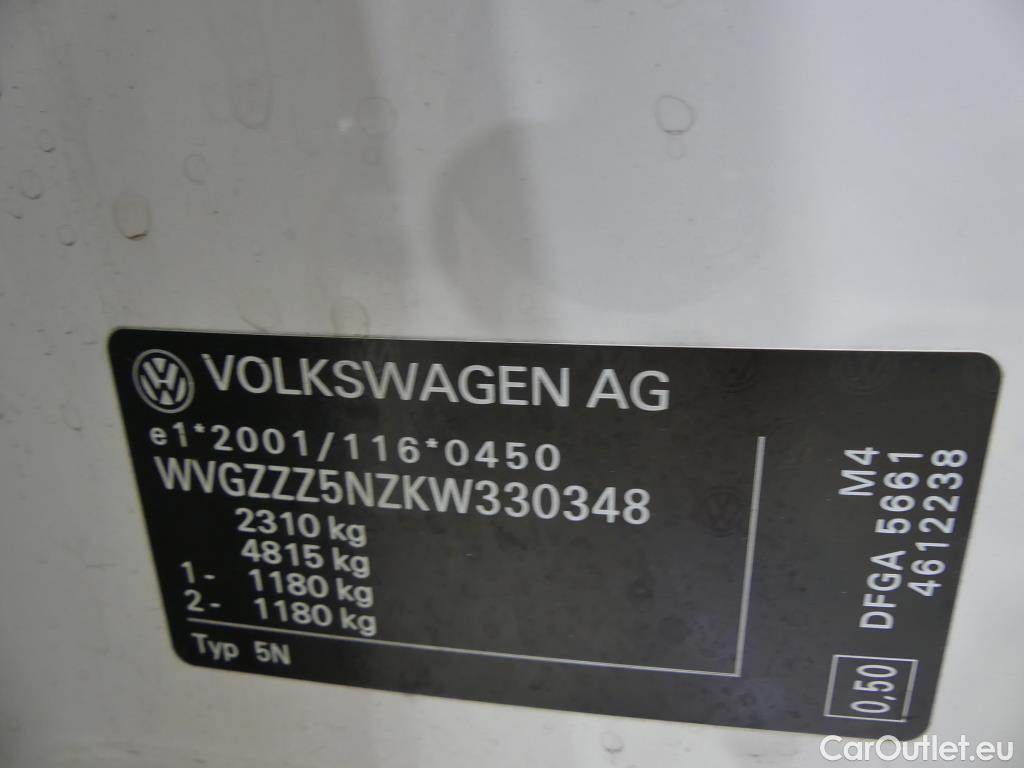 VOLKSWAGEN AG
e1*2001/116*0450
WVGZZZ5NZKW330348
2310 kg
4815 kg
1- 1180 kg
2- 1180 kg
Typ 5N
M4
DFGA 5661
4612238
0,50
CarOutlet.eu